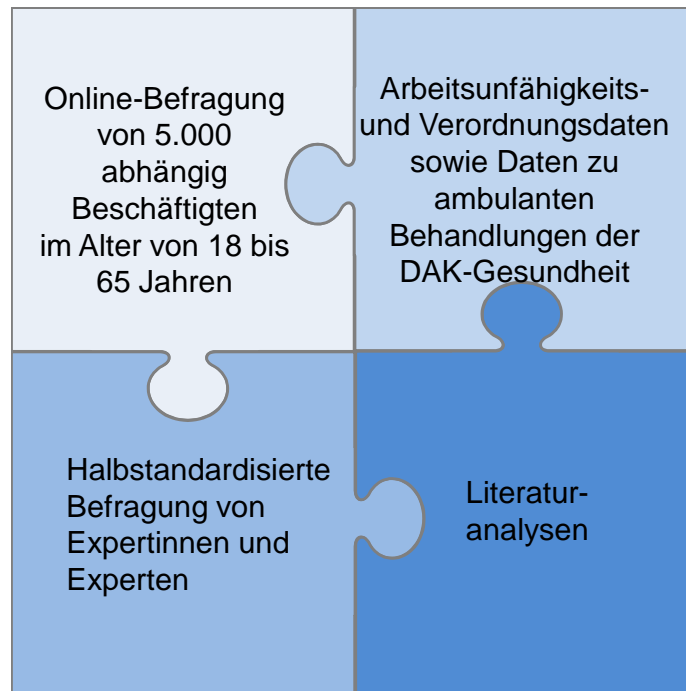 Online-Befragung
von 5.000
abhängig
Beschäftigten
im Alter von 18 bis
65 Jahren
Arbeitsunfähigkeits-
und Verordnungsdaten
sowie Daten zu
ambulanten
Behandlungen der
DAK-Gesundheit
Halbstandardisierte
Befragung von
Expertinnen und
Experten
Literatur-
analysen